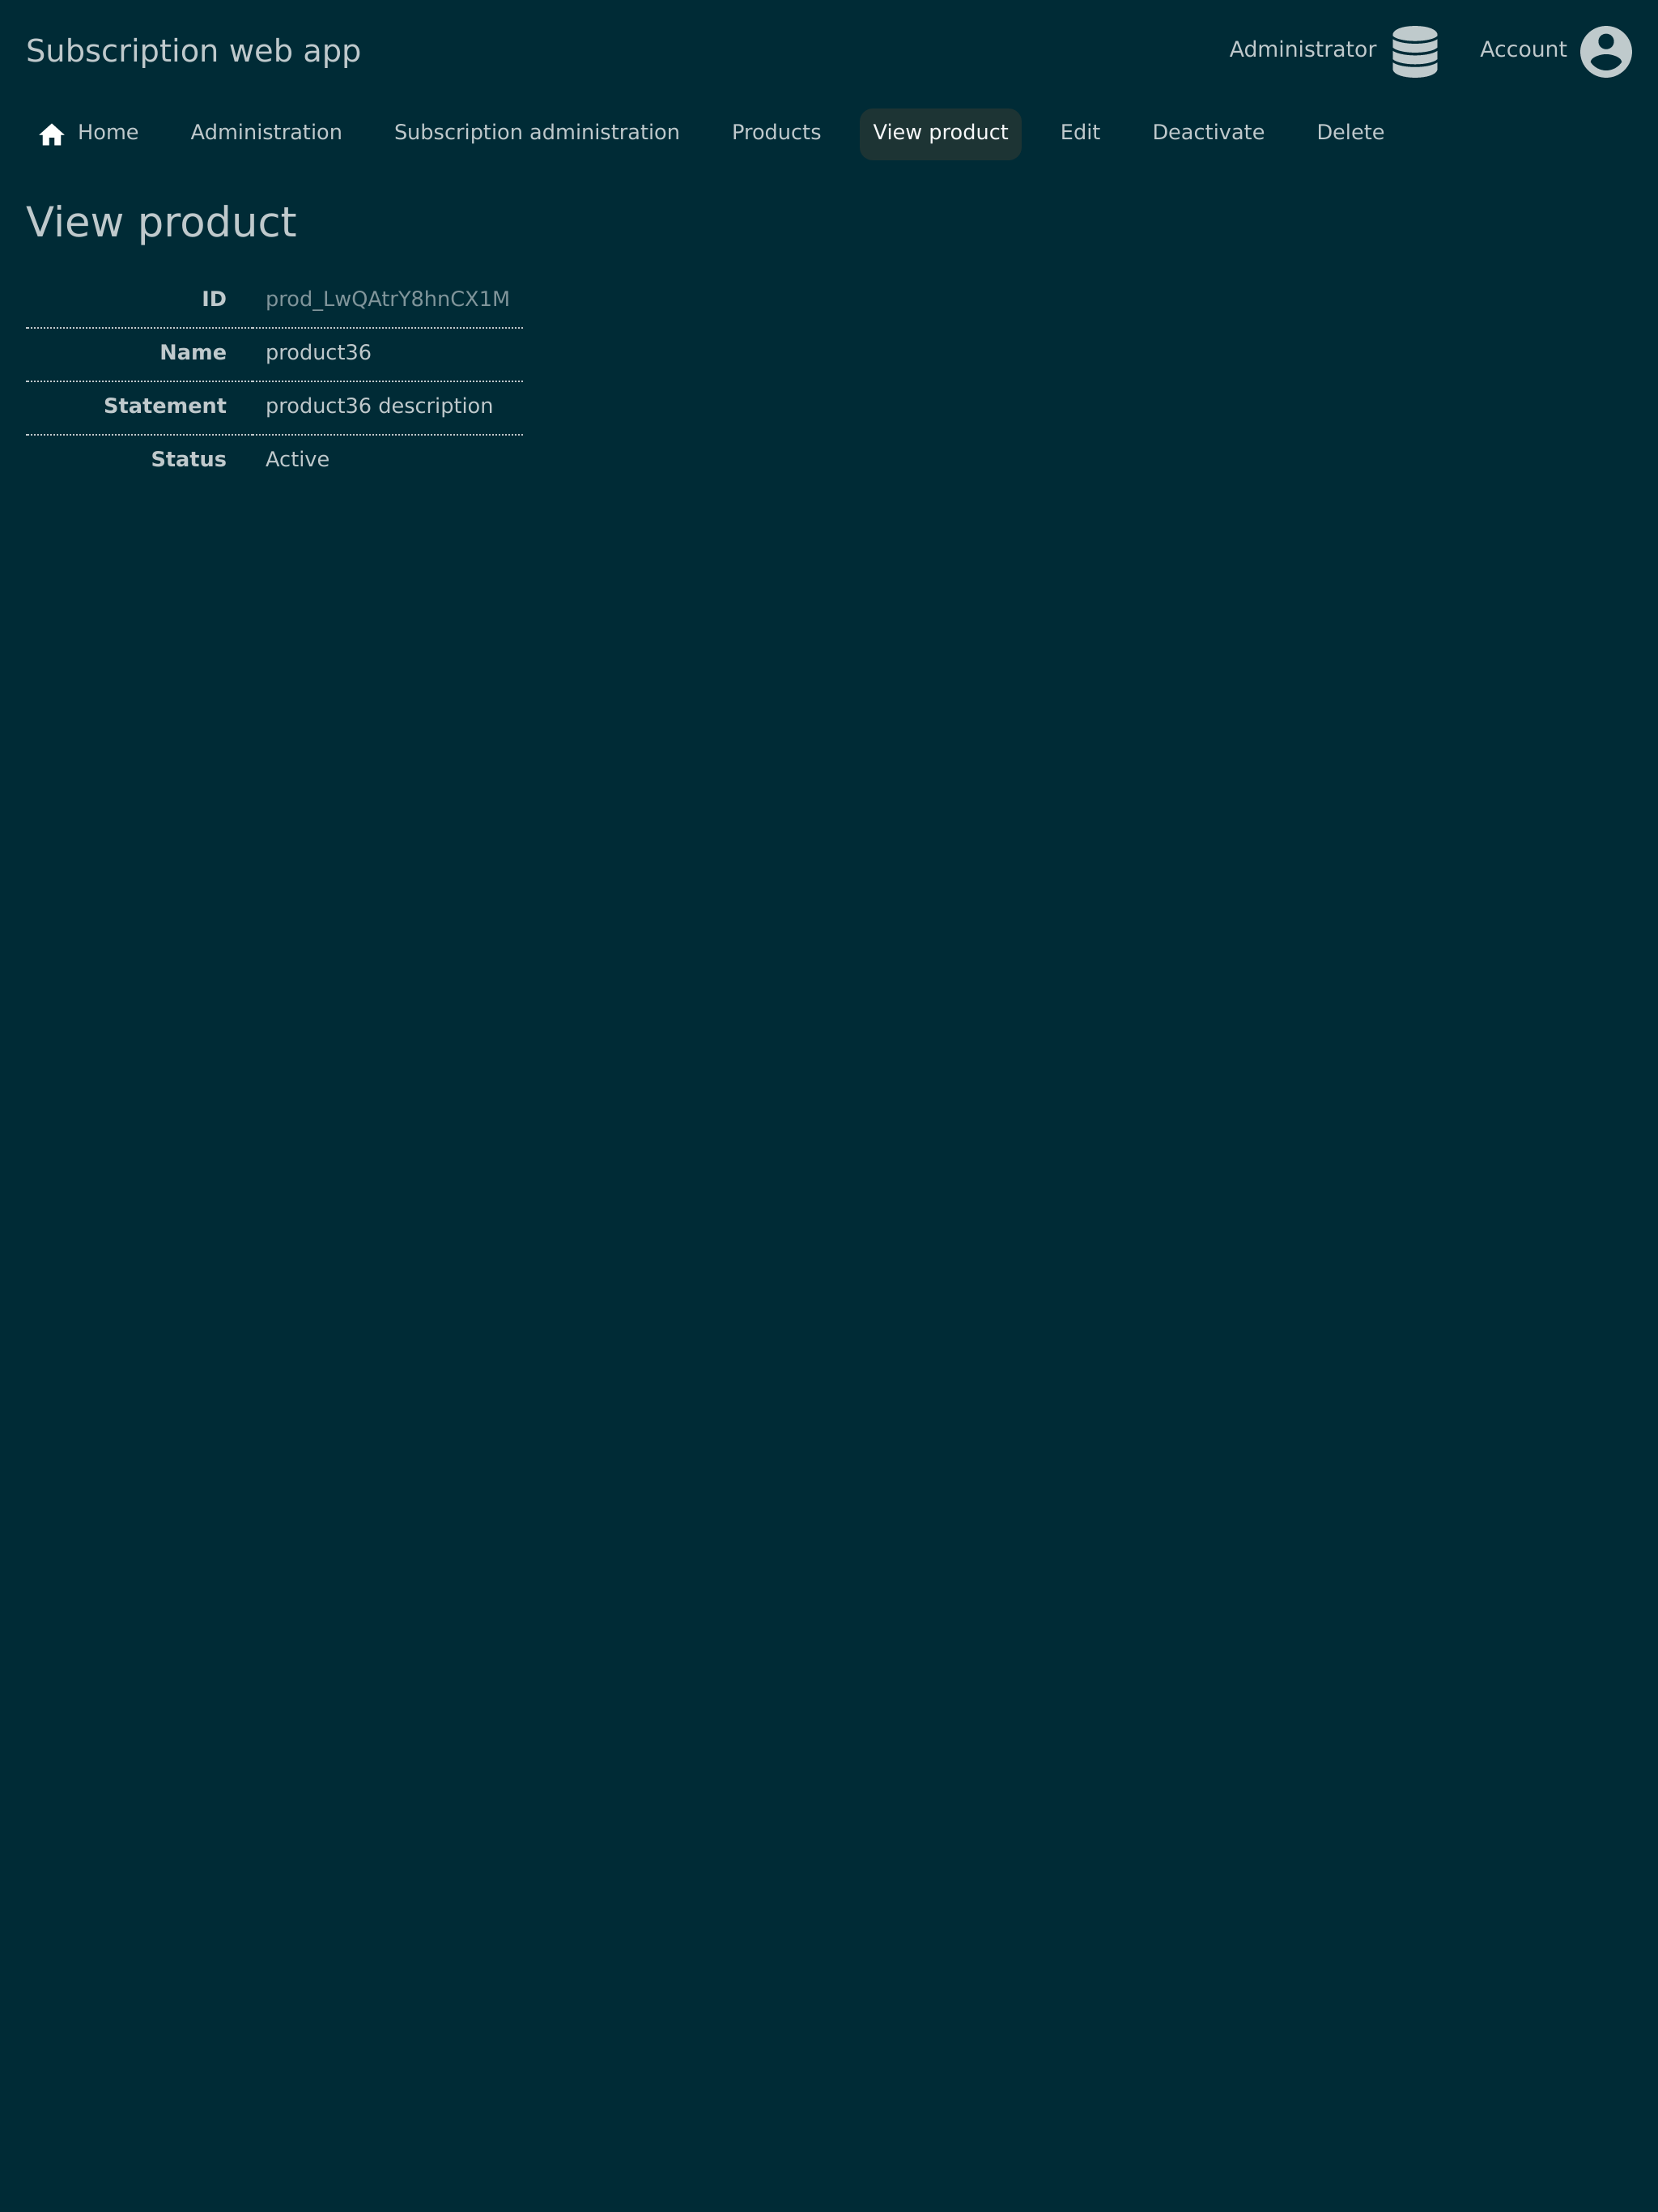 Subscription web app
Administrator Account
Home Administration Subscription administration Products View product Edit Deactivate Delete
View product
ID prod_LwQAtrY8hnCX1M
Name product36
Statement product36 description
Status Active